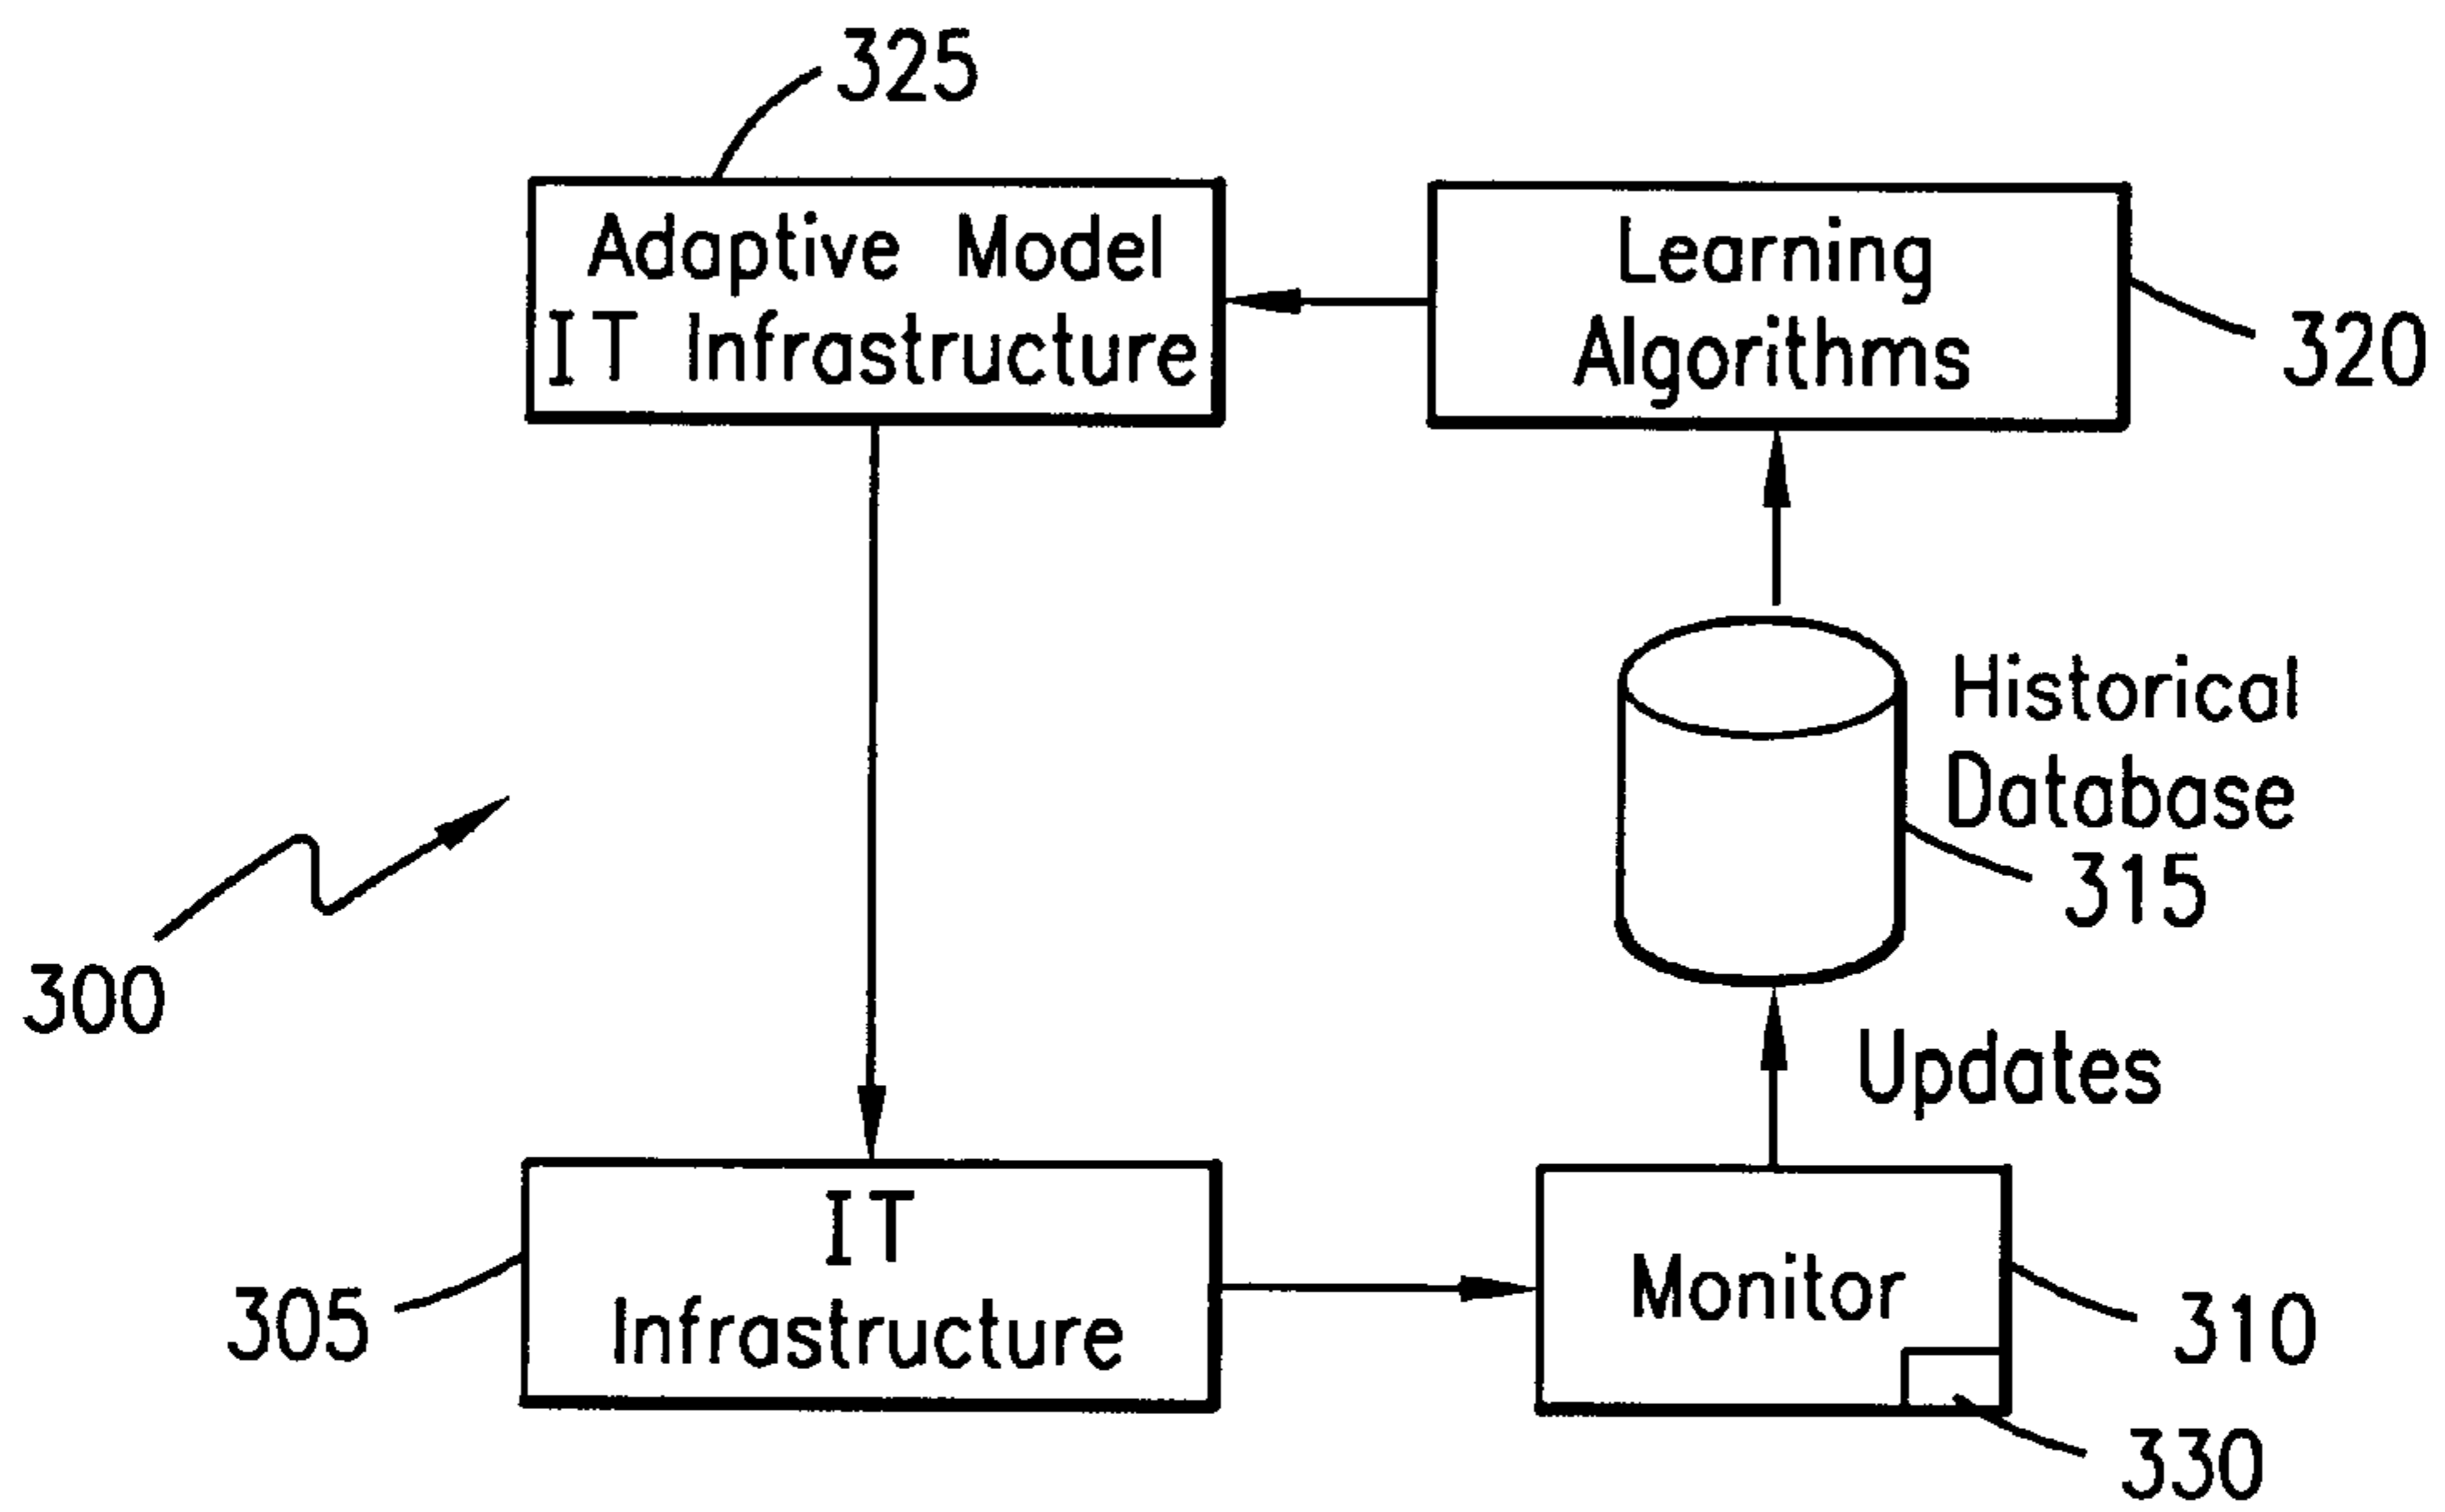 325
Adaptive Model
IT Infrastructure
Learning
Algorithms
320
Historical
Database
315
300
Updates
IT
Infrastructure
305
Monitor
310
330